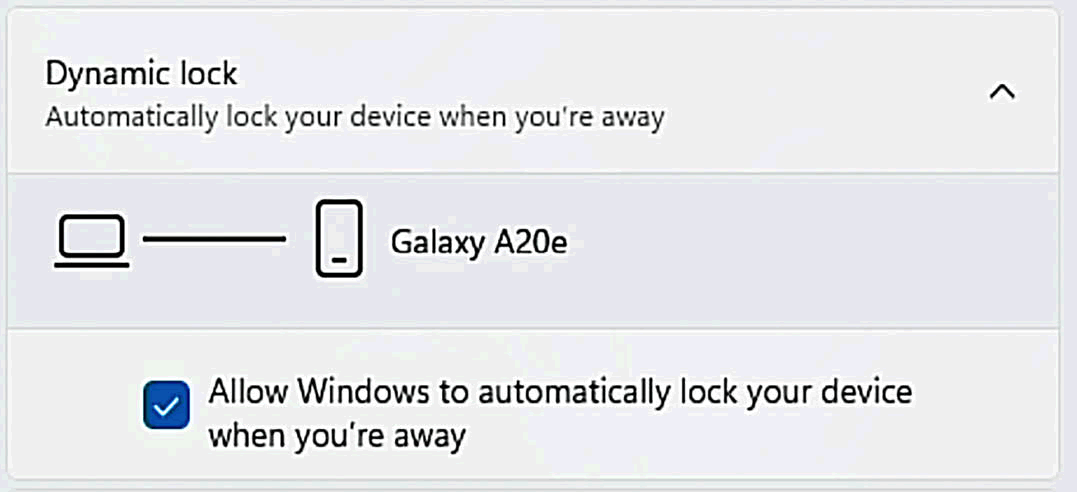 Dynamic lock
Automatically lock your device when you're away
Galaxy A20e
Allow Windows to automatically lock your device
when you're away